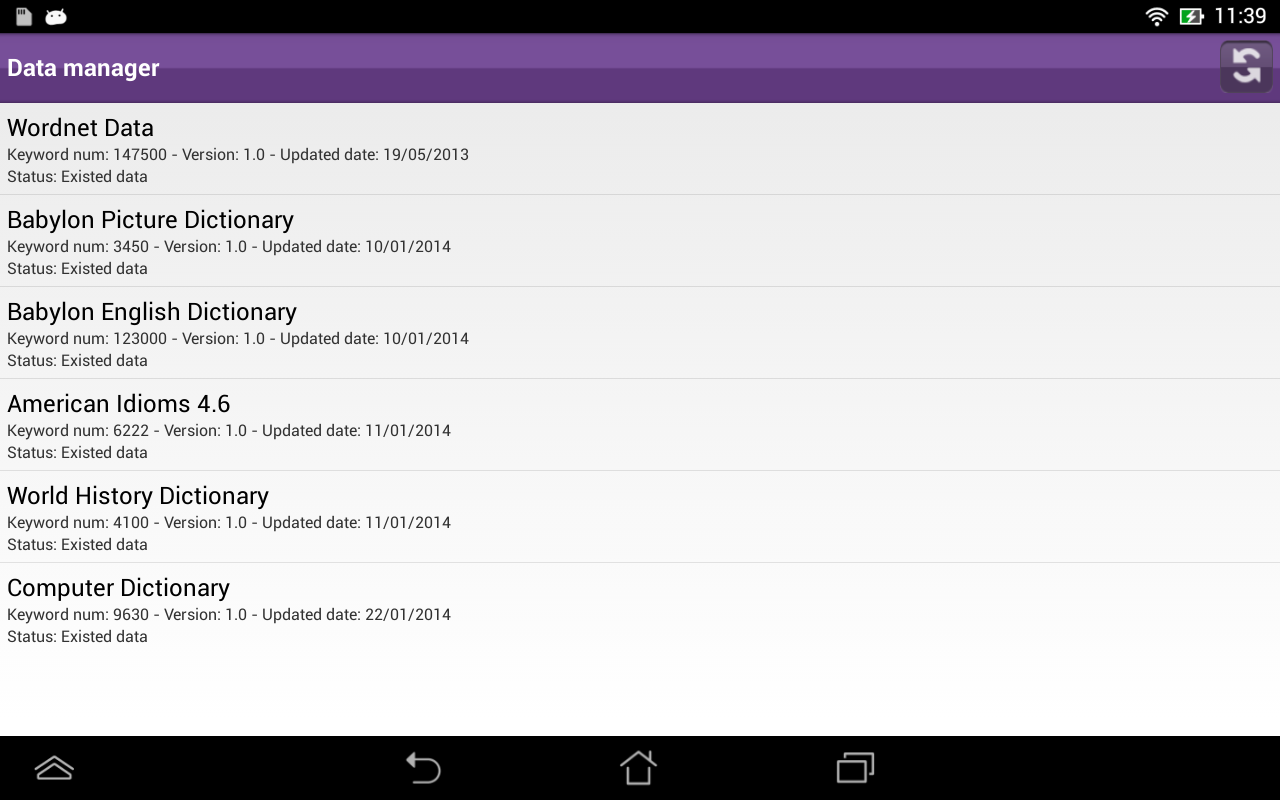 11:39
Data manager
Wordnet Data
Keyword num: 147500 - Version: 1.0 - Updated date: 19/05/2013
Status: Existed data
Babylon Picture Dictionary
Keyword num: 3450 - Version: 1.0 - Updated date: 10/01/2014
Status: Existed data
Babylon English Dictionary
Keyword num: 123000 - Version: 1.0 - Updated date: 10/01/2014
Status: Existed data
American Idioms 4.6
Keyword num: 6222 - Version: 1.0 - Updated date: 11/01/2014
Status: Existed data
World History Dictionary
Keyword num: 4100 - Version: 1.0 - Updated date: 11/01/2014
Status: Existed data
Computer Dictionary
Keyword num: 9630 - Version: 1.0 - Updated date: 22/01/2014
Status: Existed data